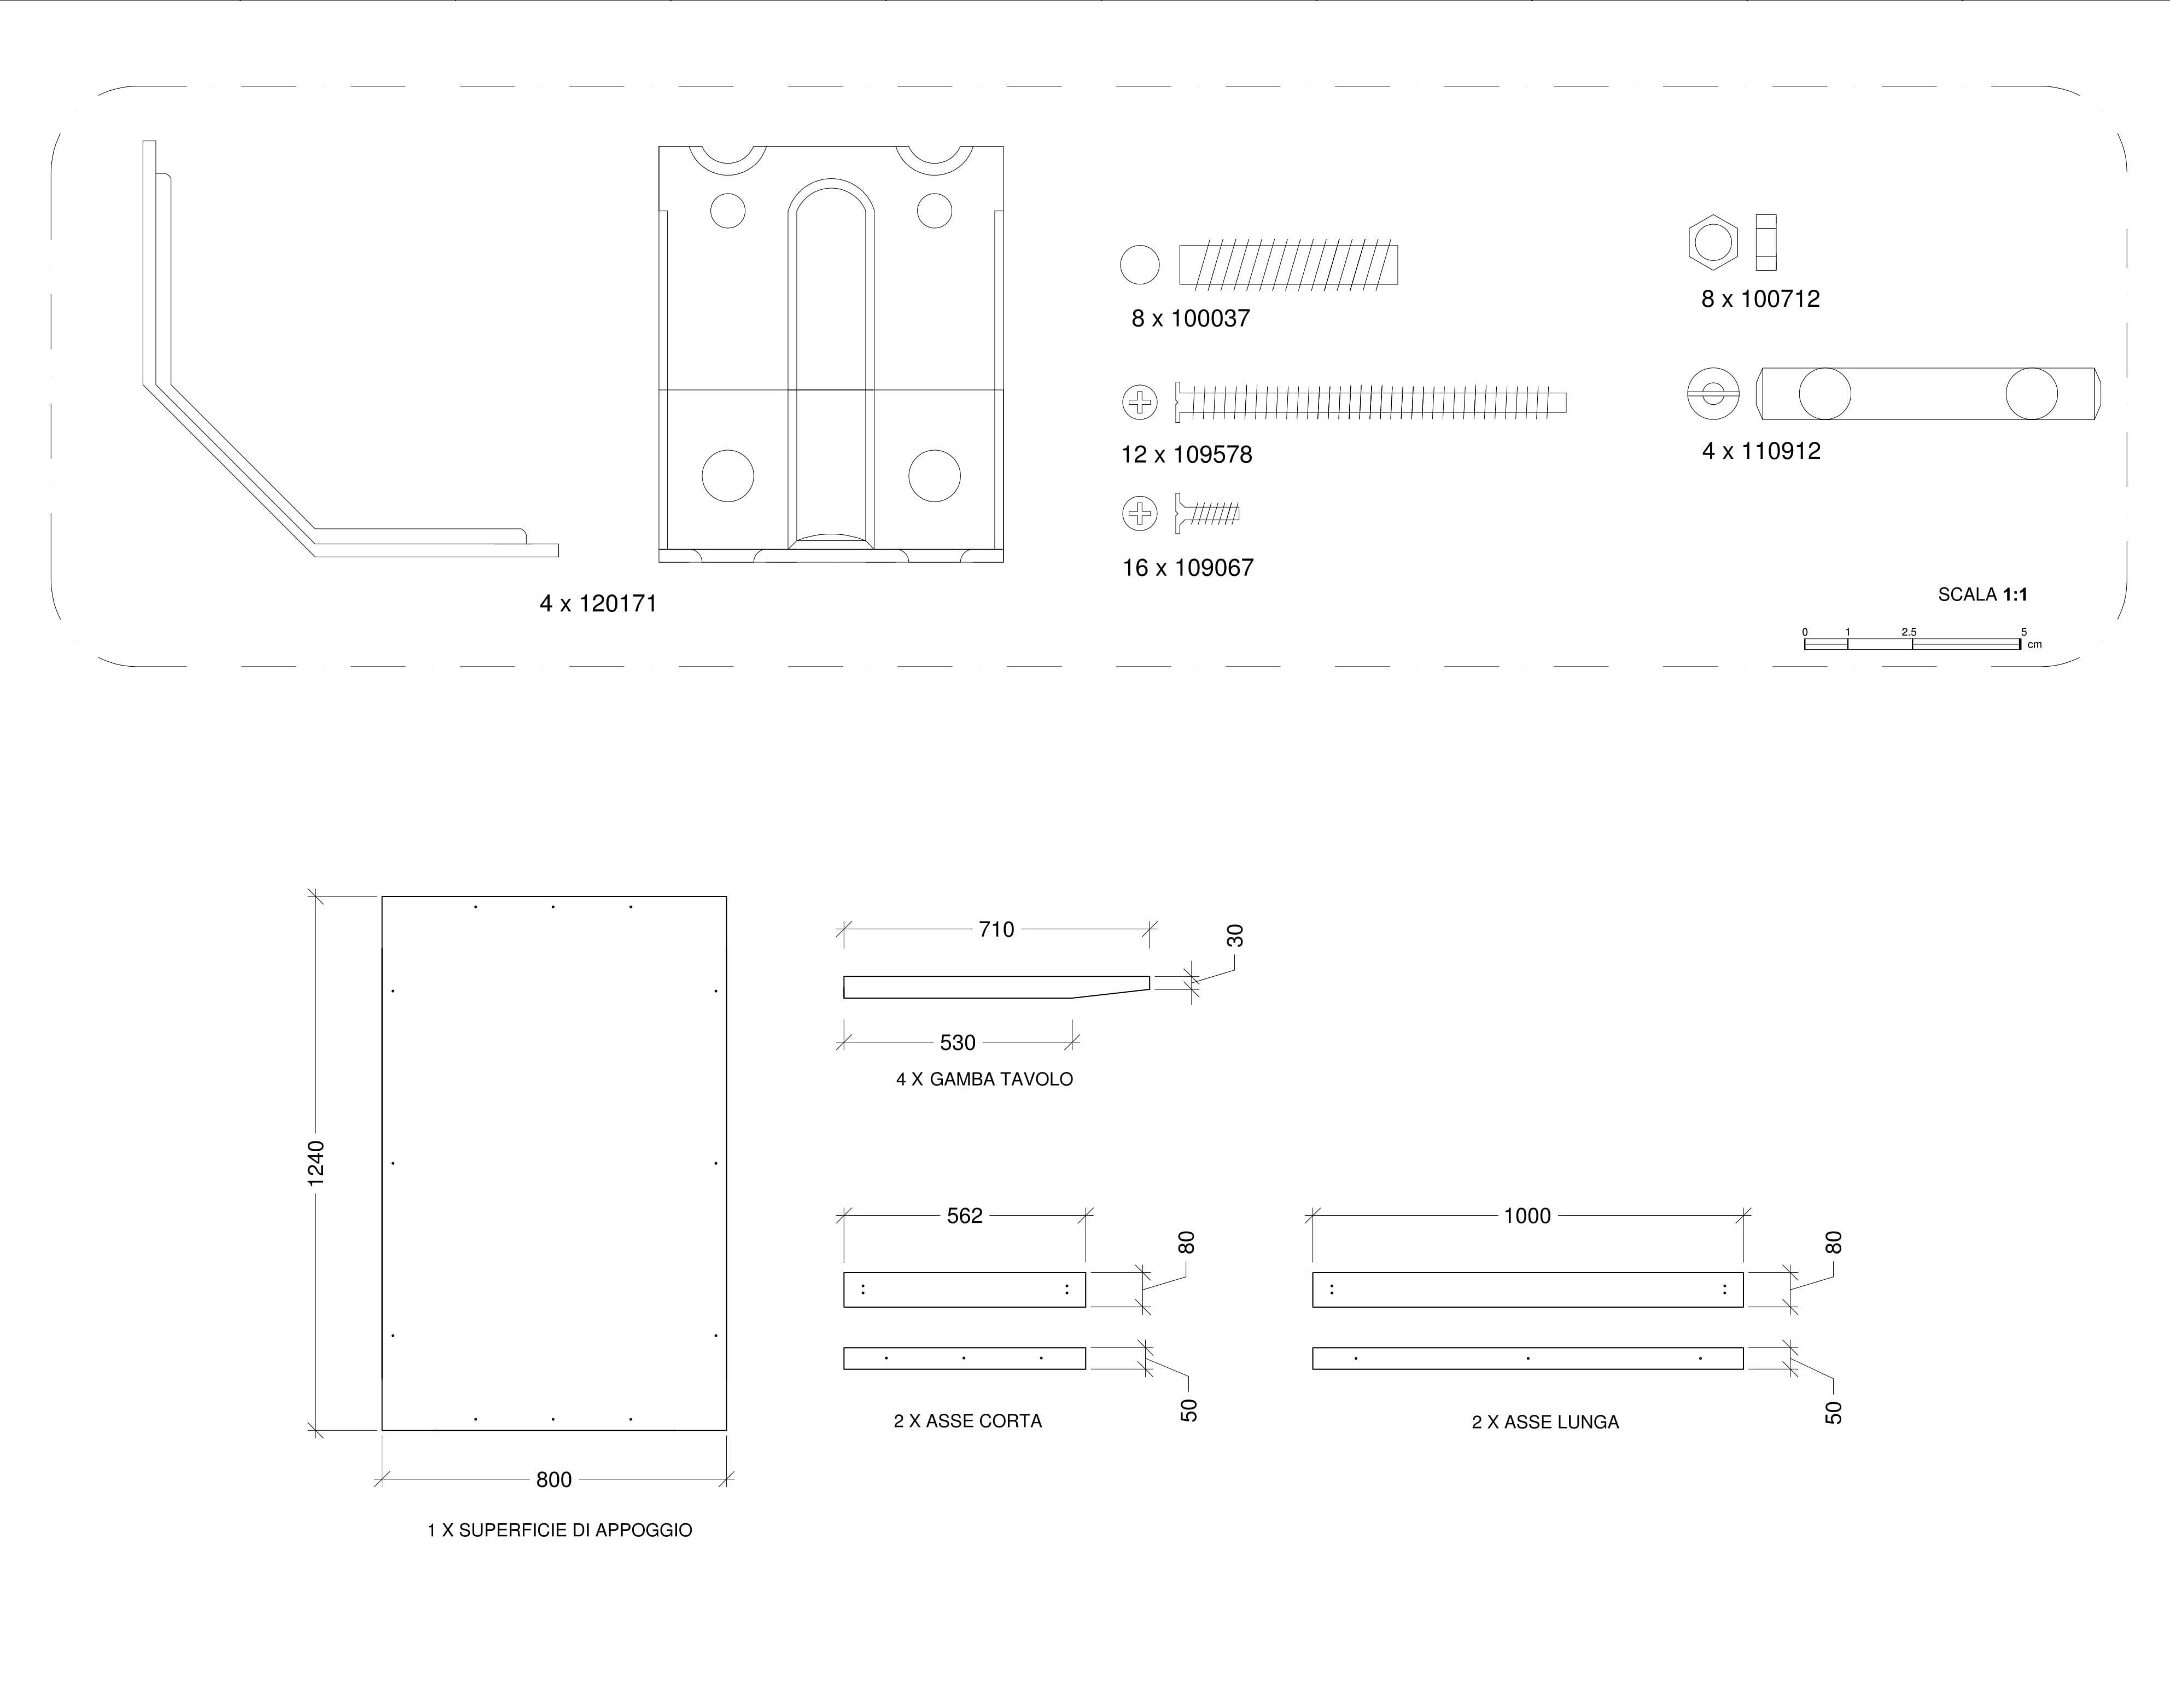 8 x 100037
8 x 100712
12 x 109578
4 x 110912
16 x 109067
4 x 120171
SCALA 1:1
0 1 2.5 5
cm
710
30
530
4 X GAMBA TAVOLO
1240
800
1 X SUPERFICIE DI APPOGGIO
562
80
50
2 X ASSE CORTA
1000
80
50
2 X ASSE LUNGA